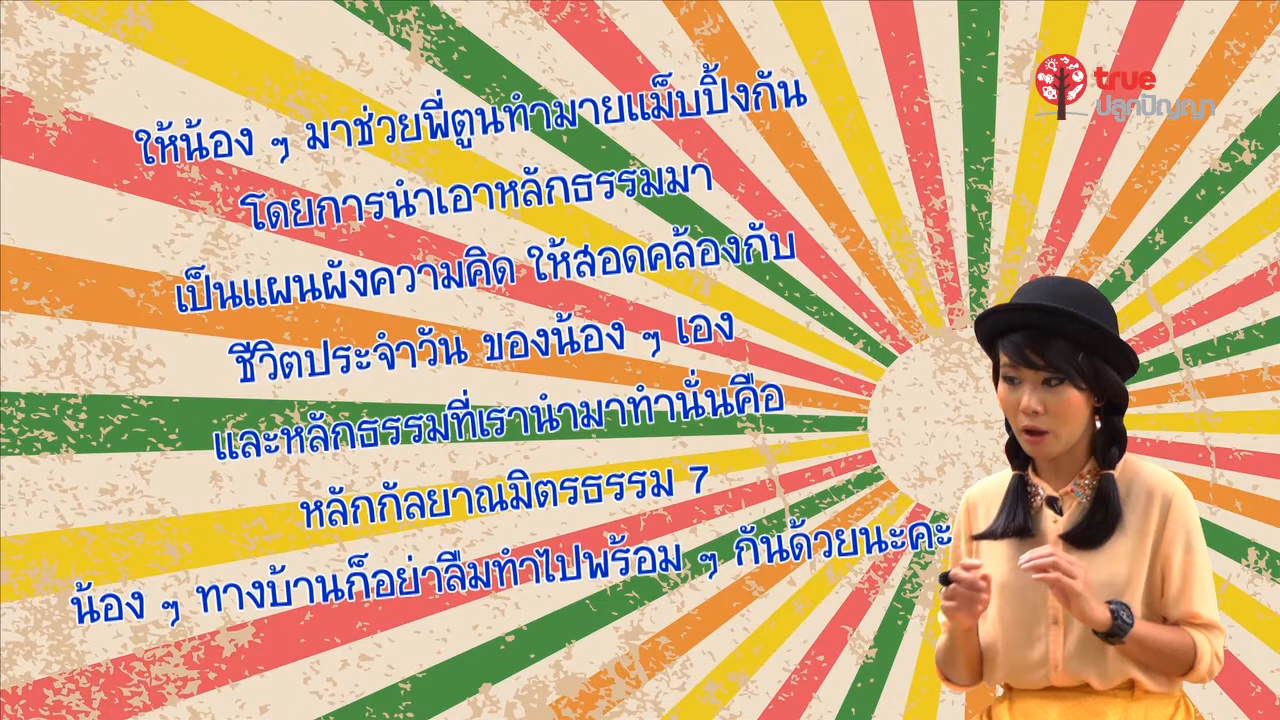 true
ปลูกปัญญา
ให้น้อง ๆ มาช่วยพี่ตูนทำมายแม็บปิ้งกัน
โดยการนำเอาหลักธรรมมา
เป็นแผนผังความคิด ให้สอดคล้องกับ
ชีวิตประจำวัน ของน้อง ๆ เอง
และหลักธรรมที่เรานำมาทำนั่นคือ
หลักกัลยาณมิตรธรรม 7
น้อง ๆ ทางบ้านก็อย่าลืมทำไปพร้อม ๆ กันด้วยนะคะ